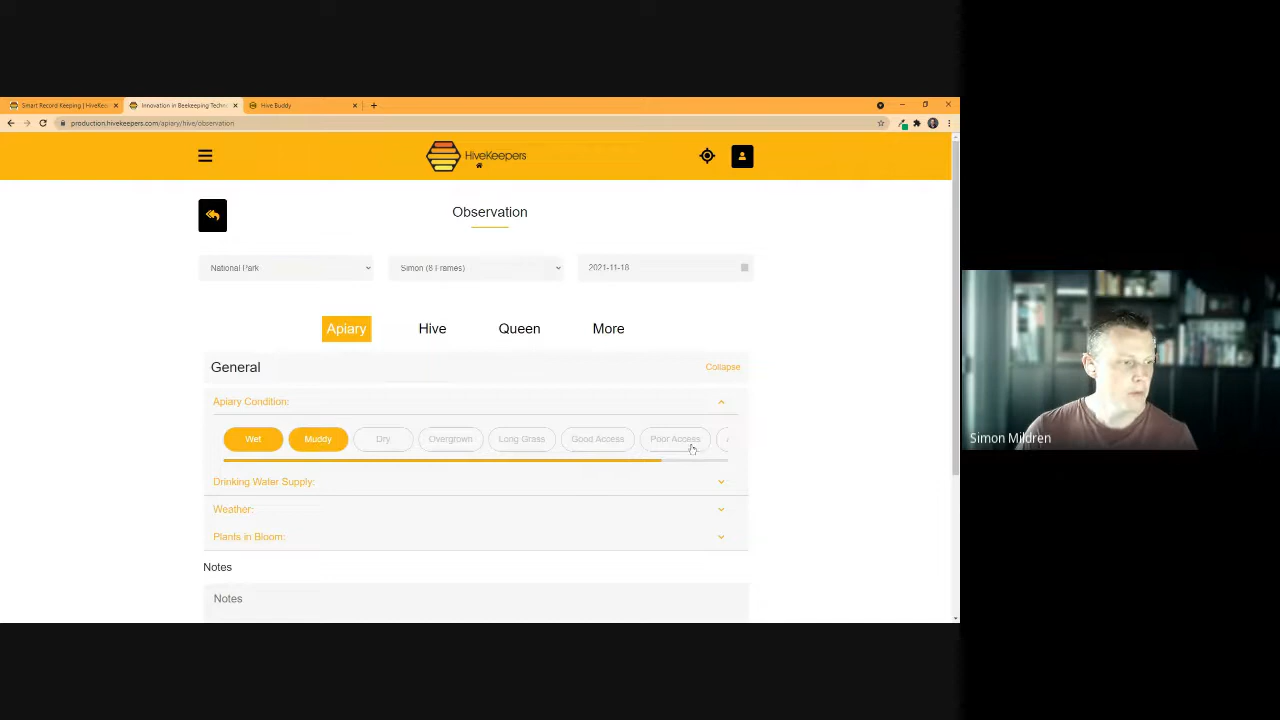 Smart Record Keeping | HiveKee
Innovation in Beekeeping Techn
Hive Buddy
production.hivekeepers.com/apiary/hive/observation
HiveKeepers
Observation
National Park
Simon (8 Frames)
2021-11-18
Apiary
Hive
Queen
More
General
Collapse
Apiary Condition:
Wet
Muddy
Dry
Overgrown
Long Grass
Good Access
Poor Access
Drinking Water Supply:
Weather:
Plants in Bloom:
Notes
Notes
Simon Mildren